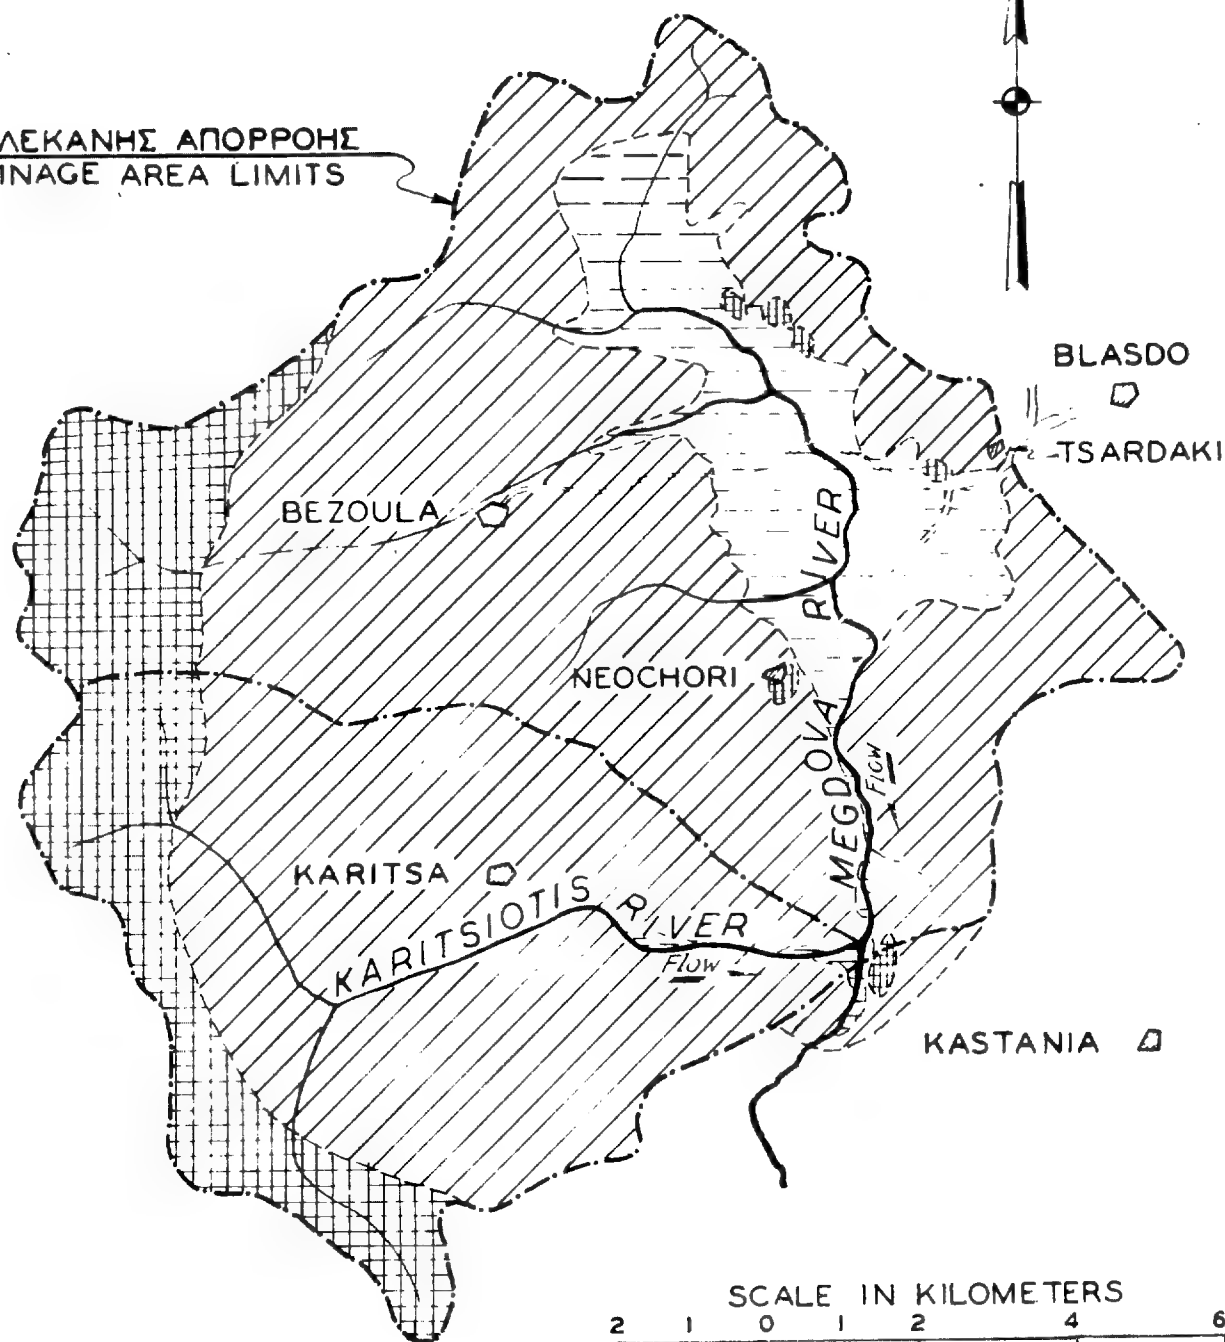 ΛΕΚΑΝΗΣ ΑΠΟΡΡΟΗΣ
INAGE AREA LIMITS
BLASDO
TSARDAKI
BEZOULA
NEOCHORI
MEGDOVA RIVER
Flow
KARITSA
KARITSIOTIS RIVER
Flow
KASTANIA
SCALE IN KILOMETERS
2 1 0 1 2 4 6